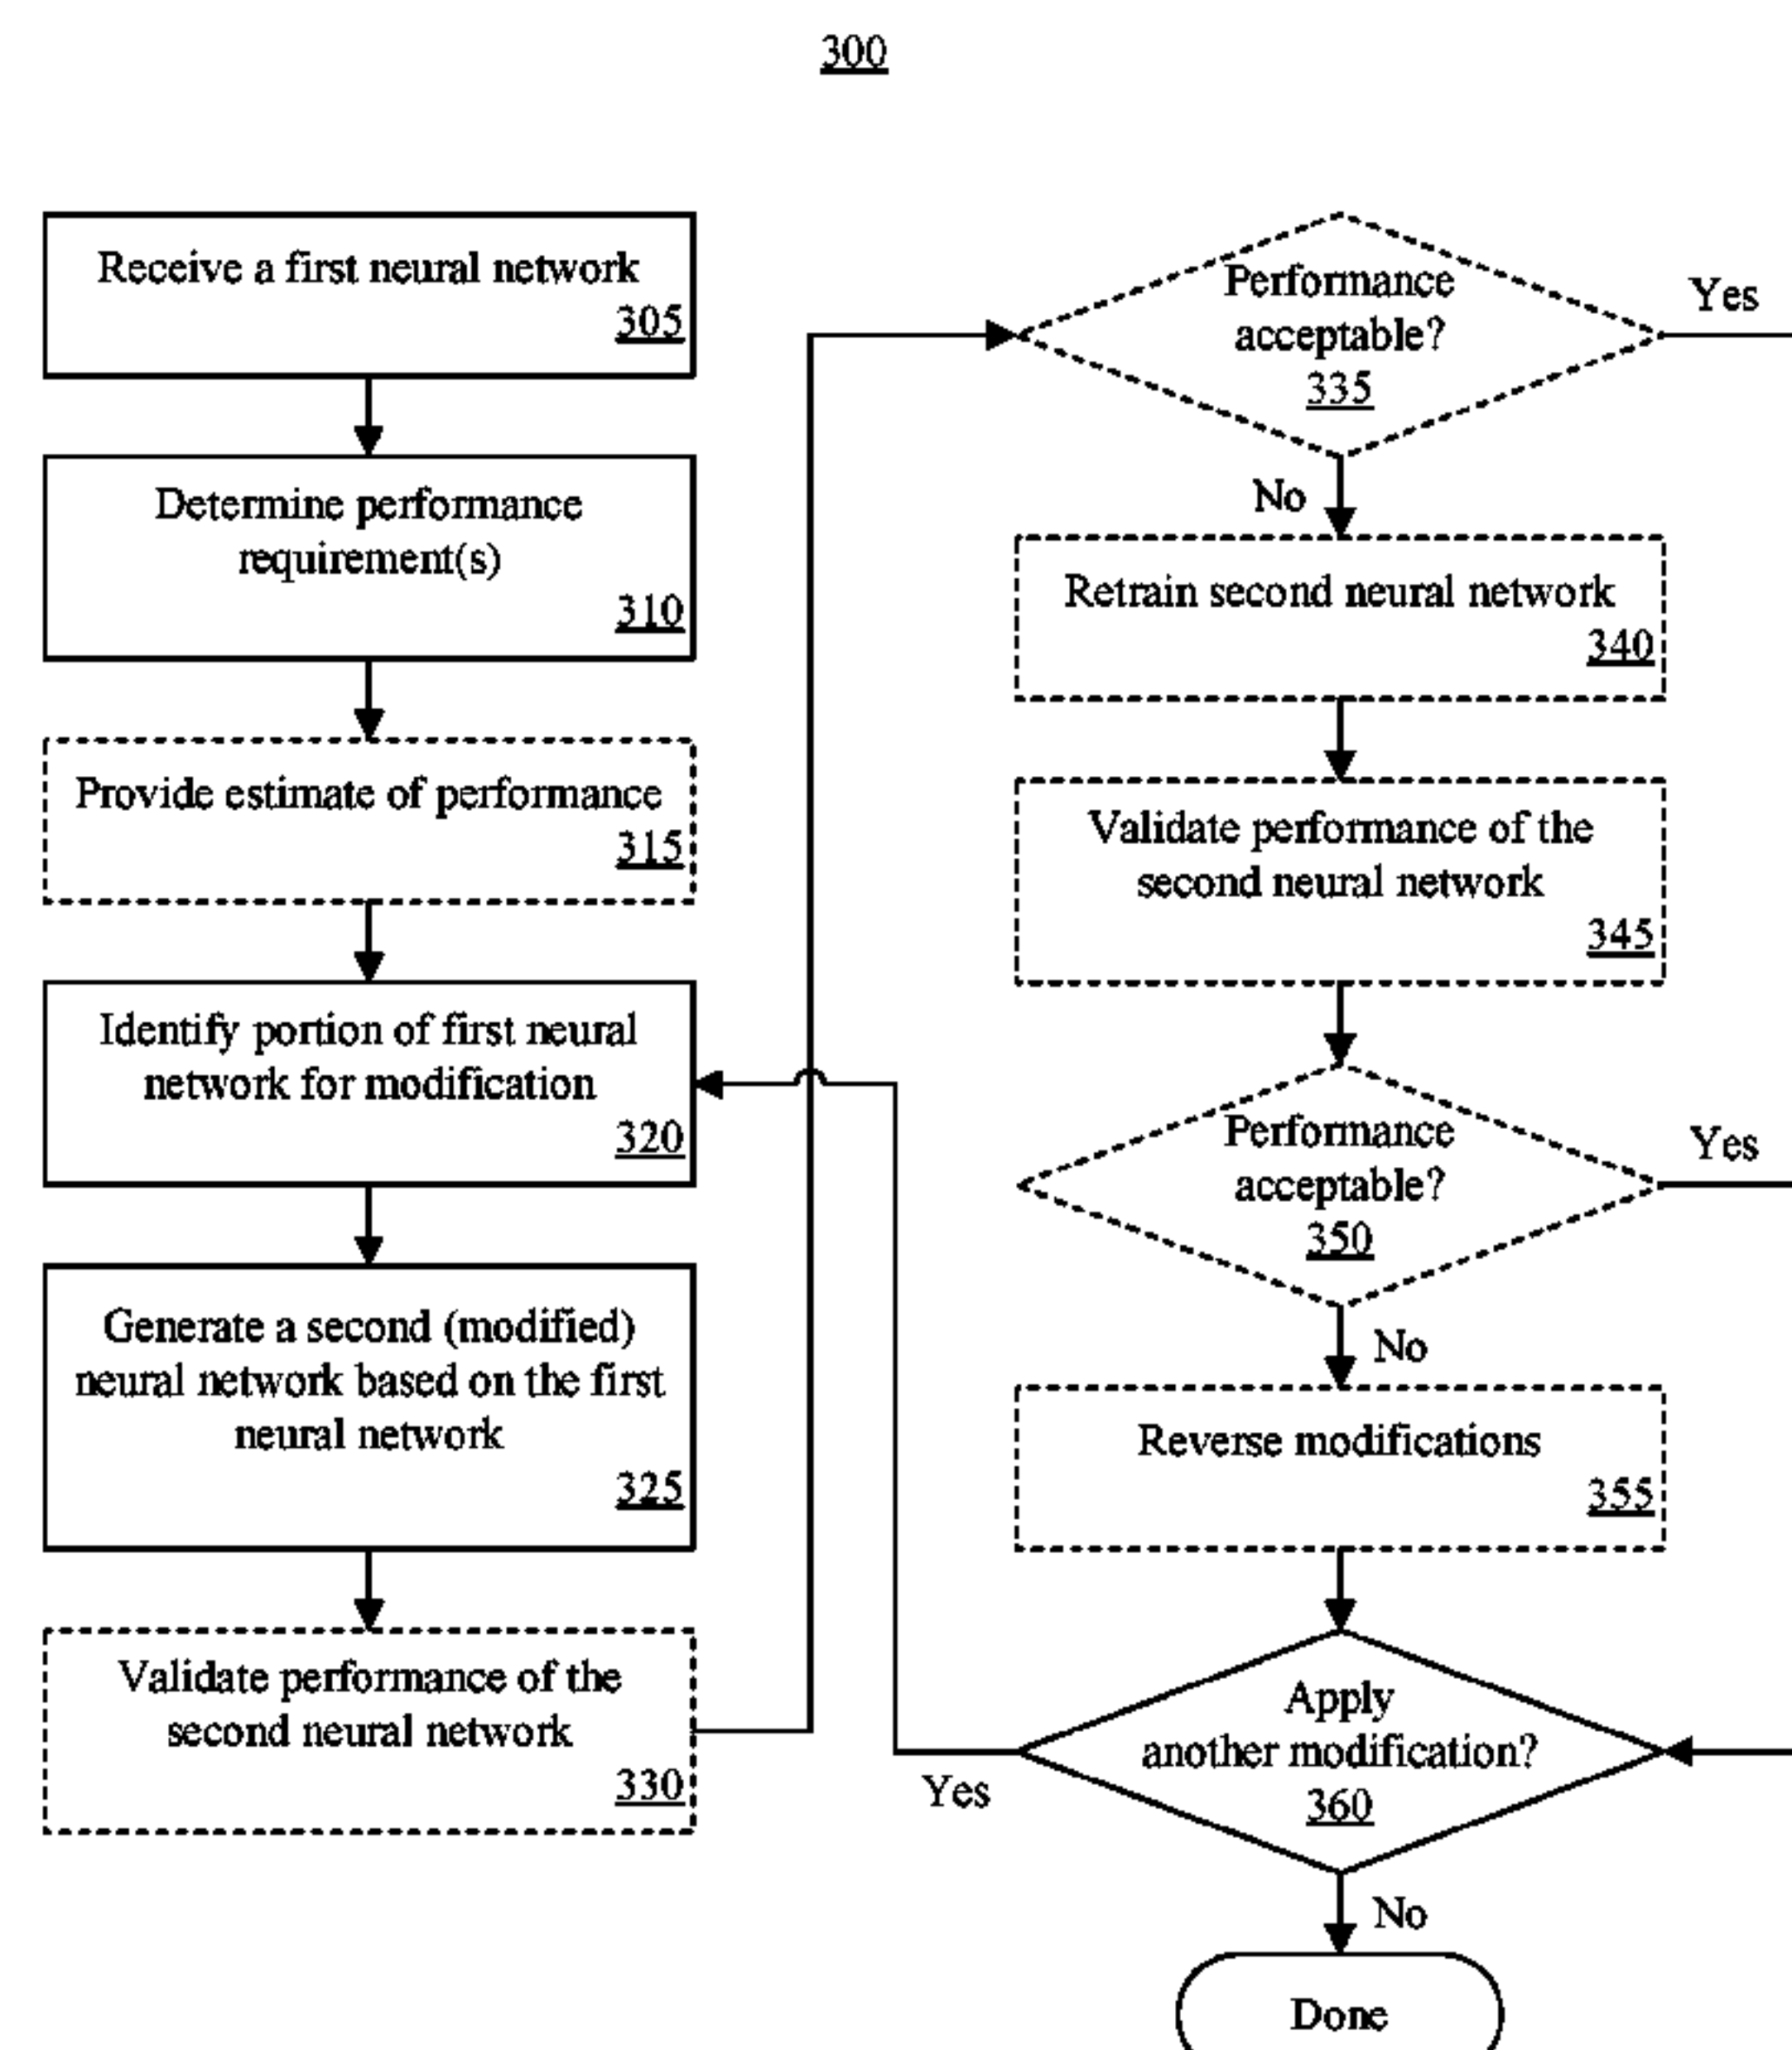 300
Receive a first neural network
305
Determine performance
requirement(s)
310
Provide estimate of performance
315
Identify portion of first neural
network for modification
320
Generate a second (modified)
neural network based on the first
neural network
325
Validate performance of the
second neural network
330
Performance
acceptable?
335
Yes
No
Retrain second neural network
340
Validate performance of the
second neural network
345
Performance
acceptable?
350
Yes
No
Reverse modifications
355
Apply
another modification?
360
Yes
No
Done